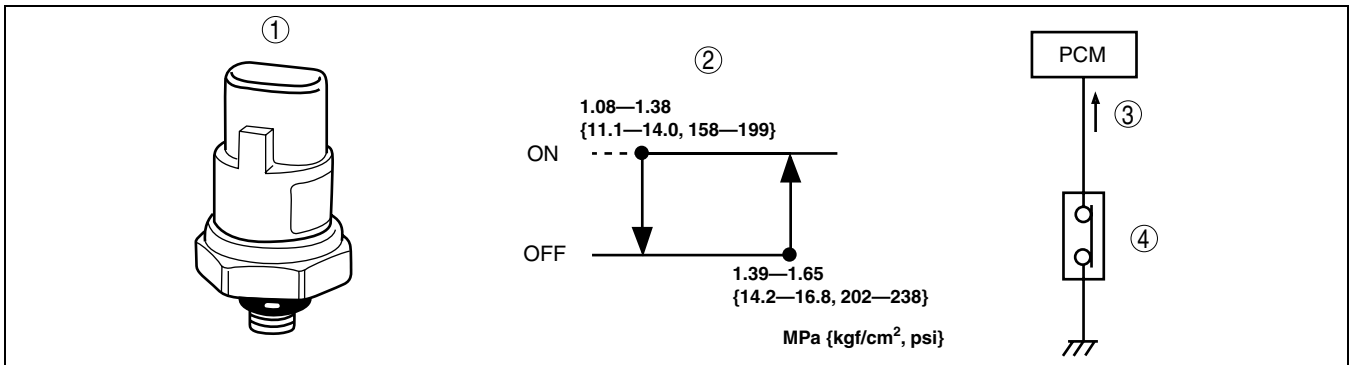 ①
②
1.08—1.38
{11.1—14.0, 158—199}
ON
OFF
1.39—1.65
{14.2—16.8, 202—238}
MPa {kgf/cm², psi}
PCM
③
④